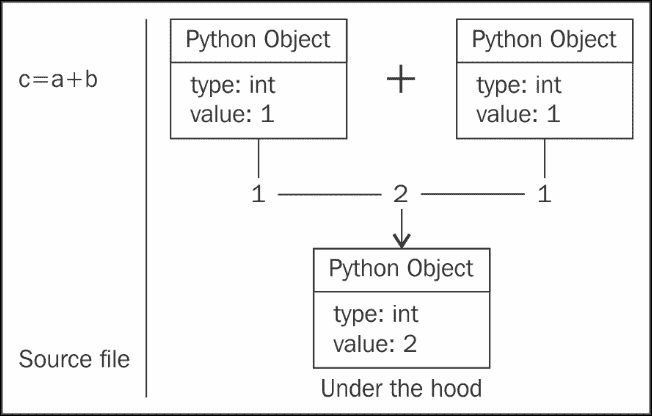 c=a+b
Python Object
type: int
value: 1
+
Python Object
type: int
value: 1
1
2
1
Python Object
type: int
value: 2
Source file
Under the hood